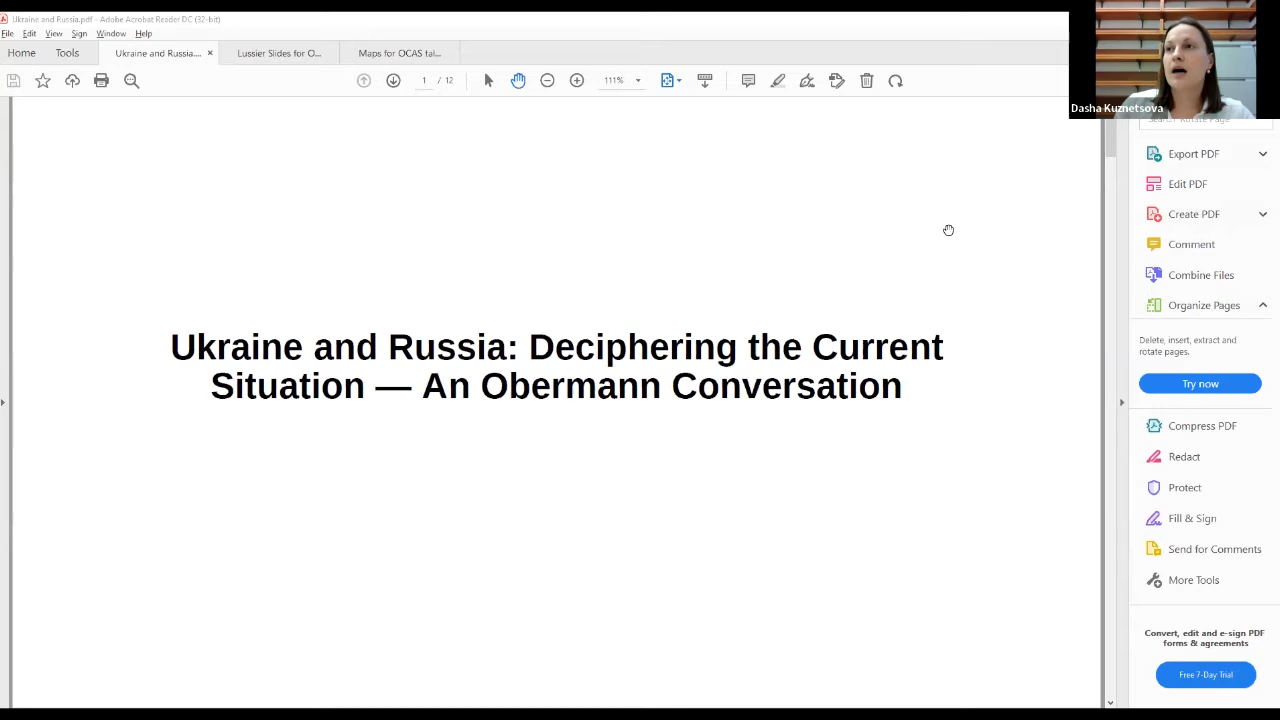 Ukraine and Russia.pdf - Adobe Acrobat Reader DC (32-bit)
File Edit View Sign Window Help
Home Tools Ukraine and Russia.... × Lussier Slides for O... Maps for OCAS tal...
1 / 12 111%
Dasha Kuznetsova
Search 'Rotate Page'
Export PDF
Edit PDF
Create PDF
Comment
Combine Files
Organize Pages
Delete, insert, extract and
rotate pages.
Try now
Compress PDF
Redact
Protect
Fill & Sign
Send for Comments
More Tools
Convert, edit and e-sign PDF
forms & agreements
Free 7-Day Trial
Ukraine and Russia: Deciphering the Current
Situation — An Obermann Conversation